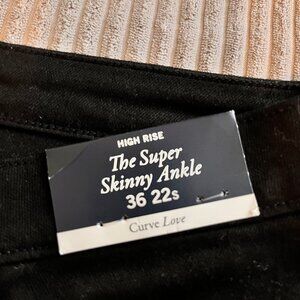 HIGH RISE
The Super
Skinny Ankle
36 22s
Curve Love